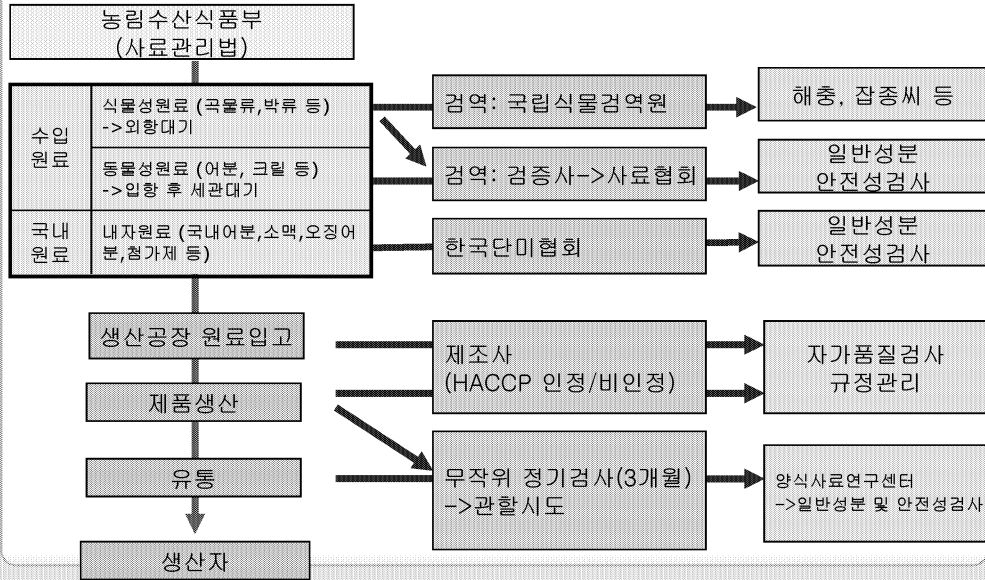 농림수산식품부
(사료관리법)
수입
원료
식물성원료 (곡물류,박류 등)
->외항대기
동물성원료 (어분, 크릴 등)
->입항 후 세관대기
국내
원료
내자원료 (국내어분,소맥,오징어
분,첨가제 등)
검역: 국립식물검역원
해충, 잡종씨 등
검역: 검증사->사료협회
일반성분
안전성검사
한국단미협회
일반성분
안전성검사
생산공장 원료입고
제품생산
유통
생산자
제조사
(HACCP 인정/비인정)
자가품질검사
규정관리
무작위 정기검사(3개월)
->관할시도
양식사료연구센터
->일반성분 및 안전성검사